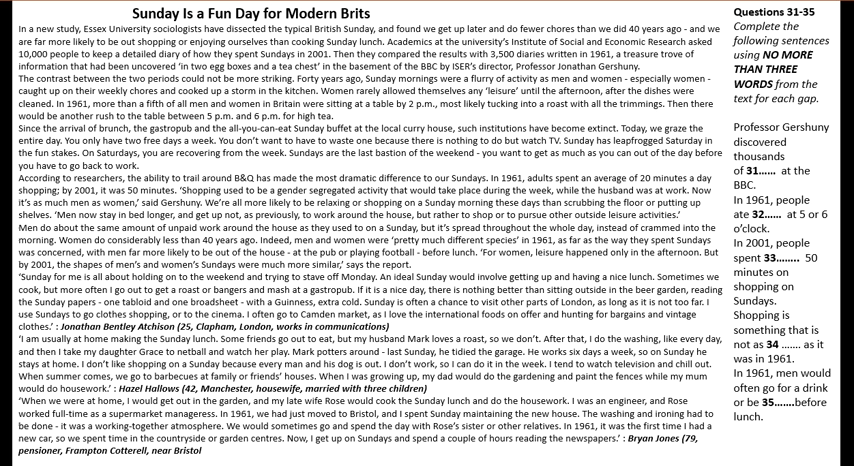 Sunday Is a Fun Day for Modern Brits
In a new study, Essex University sociologists have dissected the typical British Sunday, and found we get up later and do fewer chores than we did 40 years ago - and we
are far more likely to be out shopping or enjoying ourselves than cooking Sunday lunch. Academics at the university's Institute of Social and Economic Research asked
10,000 people to keep a detailed diary of how they spent Sundays in 2001. Then they compared the results with 3,500 diaries written in 1961, a treasure trove of
information that had been uncovered 'in two egg boxes and a tea chest' in the basement of the BBC by ISER's director, Professor Jonathan Gershuny.
The contrast between the two periods could not be more striking. Forty years ago, Sunday mornings were a flurry of activity as men and women - especially women -
caught up on their weekly chores and cooked up a storm in the kitchen. Women rarely allowed themselves any 'leisure' until the afternoon, after the dishes were
cleaned. In 1961, more than a fifth of all men and women in Britain were sitting at a table by 2 p.m., most likely tucking into a roast with all the trimmings. Then there
would be another rush to the table between 5 p.m. and 6 p.m. for high tea.
Since the arrival of brunch, the gastropub and the all-you-can-eat Sunday buffet at the local curry house, such institutions have become extinct. Today, we graze the
entire day. You only have two free days a week. You don't want to have to waste one because there is nothing to do but watch TV. Sunday has leapfrogged Saturday in
the fun stakes. On Saturdays, you are recovering from the week. Sundays are the last bastion of the weekend - you want to get as much as you can out of the day before
you have to go back to work.
According to researchers, the ability to trail around B&Q has made the most dramatic difference to our Sundays. In 1961, adults spent an average of 20 minutes a day
shopping; by 2001, it was 50 minutes. 'Shopping used to be a gender segregated activity that would take place during the week, while the husband was at work. Now
it's as much men as women,' said Gershuny. We're all more likely to be relaxing or shopping on a Sunday morning these days than scrubbing the floor or putting up
shelves. 'Men now stay in bed longer, and get up not, as previously, to work around the house, but rather to shop or to pursue other outside leisure activities.'
Men do about the same amount of unpaid work around the house as they used to on a Sunday, but it's spread throughout the whole day, instead of crammed into the
morning. Women do considerably less than 40 years ago. Indeed, men and women were 'pretty much different species' in 1961, as far as the way they spent Sundays
was concerned, with men far more likely to be out of the house - at the pub or playing football - before lunch. 'For women, leisure happened only in the afternoon. But
by 2001, the shapes of men's and women's Sundays were much more similar,' says the report.
'Sunday for me is all about holding on to the weekend and trying to stave off Monday. An ideal Sunday would involve getting up and having a nice lunch. Sometimes we
cook, but more often I go out to get a roast or bangers and mash at a gastropub. If it is a nice day, there is nothing better than sitting outside in the beer garden, reading
the Sunday papers - one tabloid and one broadsheet - with a Guinness, extra cold. Sunday is often a chance to visit other parts of London, as long as it is not too far. I
use Sundays to go clothes shopping, or to the cinema. I often go to Camden market, as I love the international foods on offer and hunting for bargains and vintage
clothes.' : Jonathan Bentley Atchison (25, Clapham, London, works in communications)
'I am usually at home making the Sunday lunch. Some friends go out to eat, but my husband Mark loves a roast, so we don't. After that, I do the washing, like every day,
and then I take my daughter Grace to netball and watch her play. Mark potters around - last Sunday, he tidied the garage. He works six days a week, so on Sunday he
stays at home. I don't like shopping on a Sunday because every man and his dog is out. I don't work, so I can do it in the week. I tend to watch television and chill out.
When summer comes, we go to barbecues at family or friends' houses. When I was growing up, my dad would do the gardening and paint the fences while my mum
would do housework.' : Hazel Hallows (42, Manchester, housewife, married with three children)
'When we were at home, I would get out in the garden, and my late wife Rose would cook the Sunday lunch and do the housework. I was an engineer, and Rose
worked full-time as a supermarket manageress. In 1961, we had just moved to Bristol, and I spent Sunday maintaining the new house. The washing and ironing had to
be done - it was a working-together atmosphere. We would sometimes go and spend the day with Rose's sister or other relatives. In 1961, it was the first time I had a
new car, so we spent time in the countryside or garden centres. Now, I get up on Sundays and spend a couple of hours reading the newspapers.' : Bryan Jones (79,
pensioner, Frampton Cotterell, near Bristol
Questions 31-35
Complete the
following sentences
using NO MORE
THAN THREE
WORDS from the
text for each gap.
Professor Gershuny
discovered
thousands
of 31...... at the
BBC.
In 1961, people
ate 32...... at 5 or 6
o'clock.
In 2001, people
spent 33........ 50
minutes on
shopping on
Sundays.
Shopping is
something that is
not as 34 ....... as it
was in 1961.
In 1961, men would
often go for a drink
or be 35.......before
lunch.